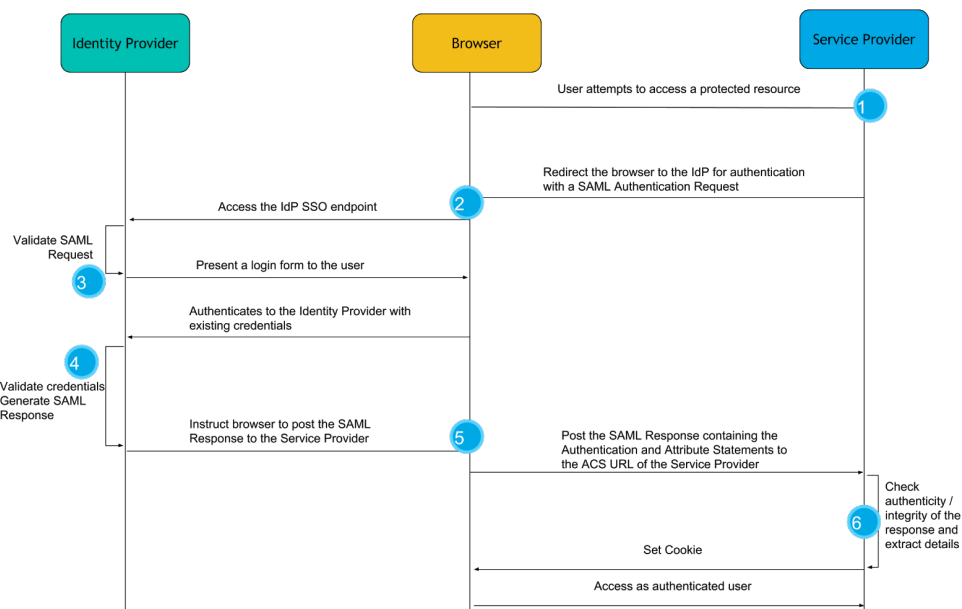 Identity Provider
Browser
Service Provider
User attempts to access a protected resource
1
Redirect the browser to the IdP for authentication
with a SAML Authentication Request
2
Access the IdP SSO endpoint
Validate SAML
Request
3
Present a login form to the user
Authenticates to the Identity Provider with
existing credentials
4
Validate credentials
Generate SAML
Response
Instruct browser to post the SAML
Response to the Service Provider
5
Post the SAML Response containing the
Authentication and Attribute Statements to
the ACS URL of the Service Provider
Check
authenticity /
integrity of the
response and
extract details
6
Set Cookie
Access as authenticated user